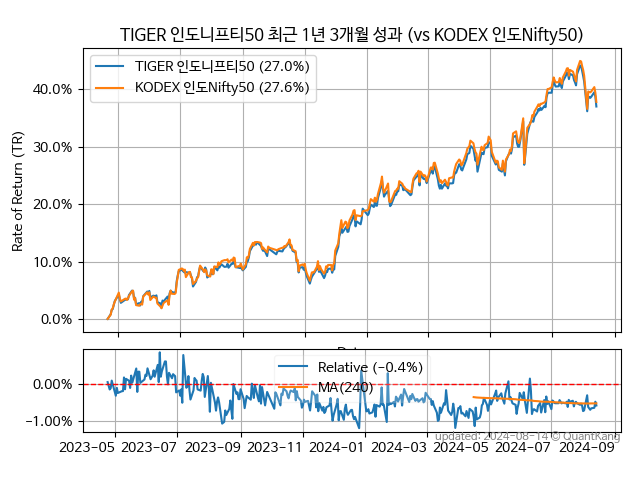 TIGER 인도니프티50 최근 1년 3개월 성과 (vs KODEX 인도Nifty50)
TIGER 인도니프티50 (27.0%)
KODEX 인도Nifty50 (27.6%)
Rate of Return (TR)
40.0%
30.0%
20.0%
10.0%
0.0%
Relative (−0.4%)
MA(240)
0.00%
−1.00%
2023−05 2023−07 2023−09 2023−11 2024−01 2024−03 2024−05 2024−07 2024−09
updated: 2024−08−14 © QuantKang